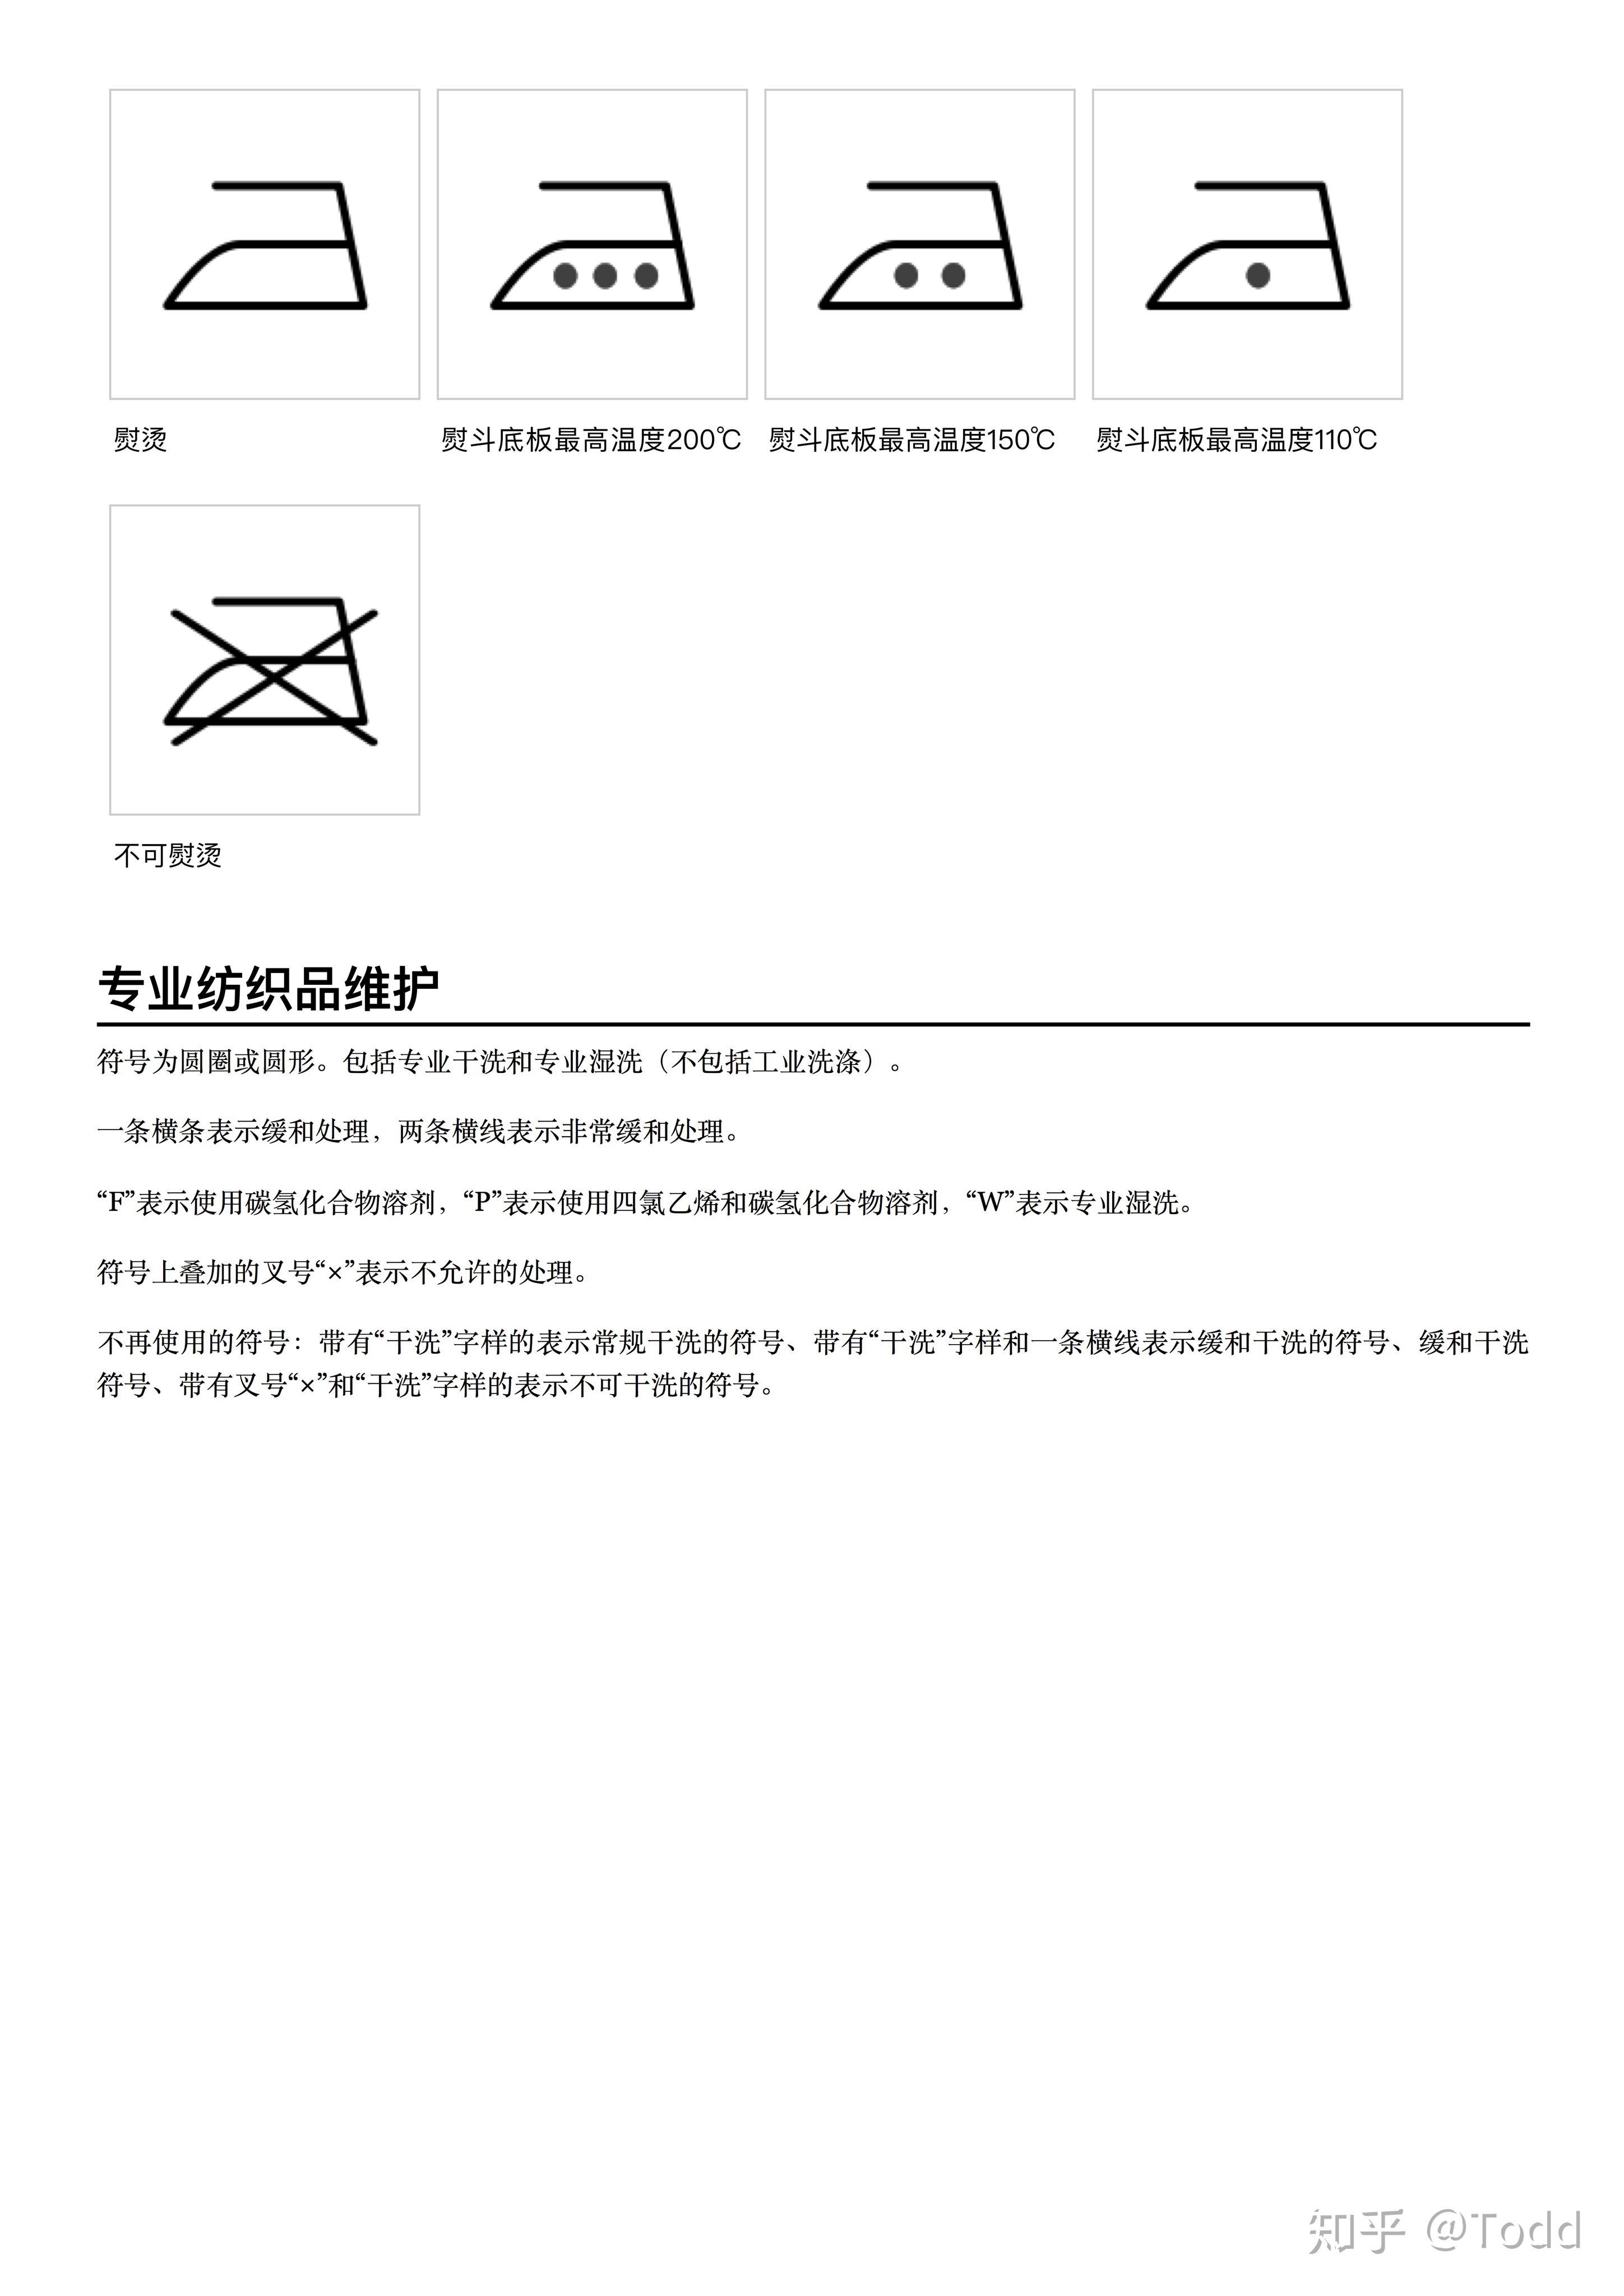 熨烫
熨斗底板最高温度200℃
熨斗底板最高温度150℃
熨斗底板最高温度110℃
不可熨烫
专业纺织品维护
符号为圆圈或圆形。包括专业干洗和专业湿洗（不包括工业洗涤）。
一条横条表示缓和处理，两条横线表示非常缓和处理。
“F”表示使用碳氢化合物溶剂，“P”表示使用四氯乙烯和碳氢化合物溶剂，“W”表示专业湿洗。
符号上叠加的叉号“×”表示不允许的处理。
不再使用的符号：带有“干洗”字样的表示常规干洗的符号、带有“干洗”字样和一条横线表示缓和干洗的符号、缓和干洗
符号、带有叉号“×”和“干洗”字样的表示不可干洗的符号。
知乎 @Todd